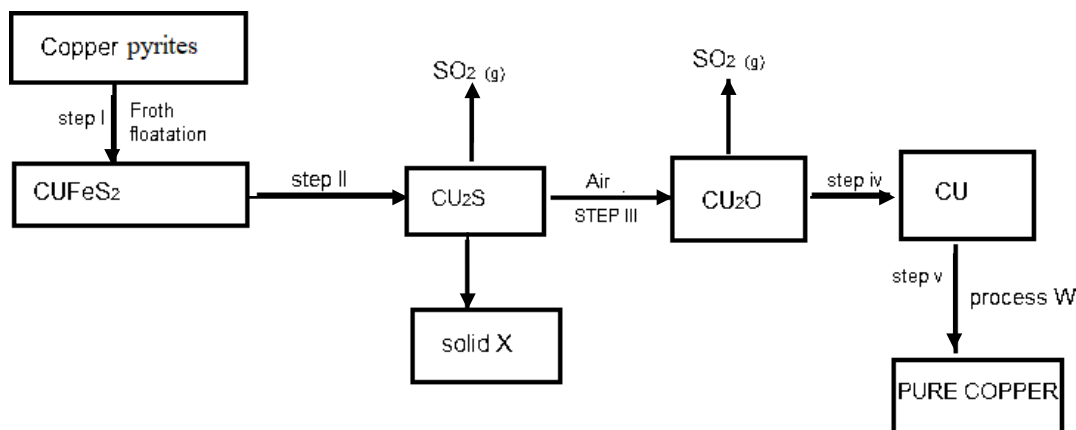 Copper pyrites
step I
Froth
floatation
CUFeS2
step II
SO2 (g)
CU2S
solid X
Air
STEP III
SO2 (g)
CU2O
step iv
CU
step v
process W
PURE COPPER